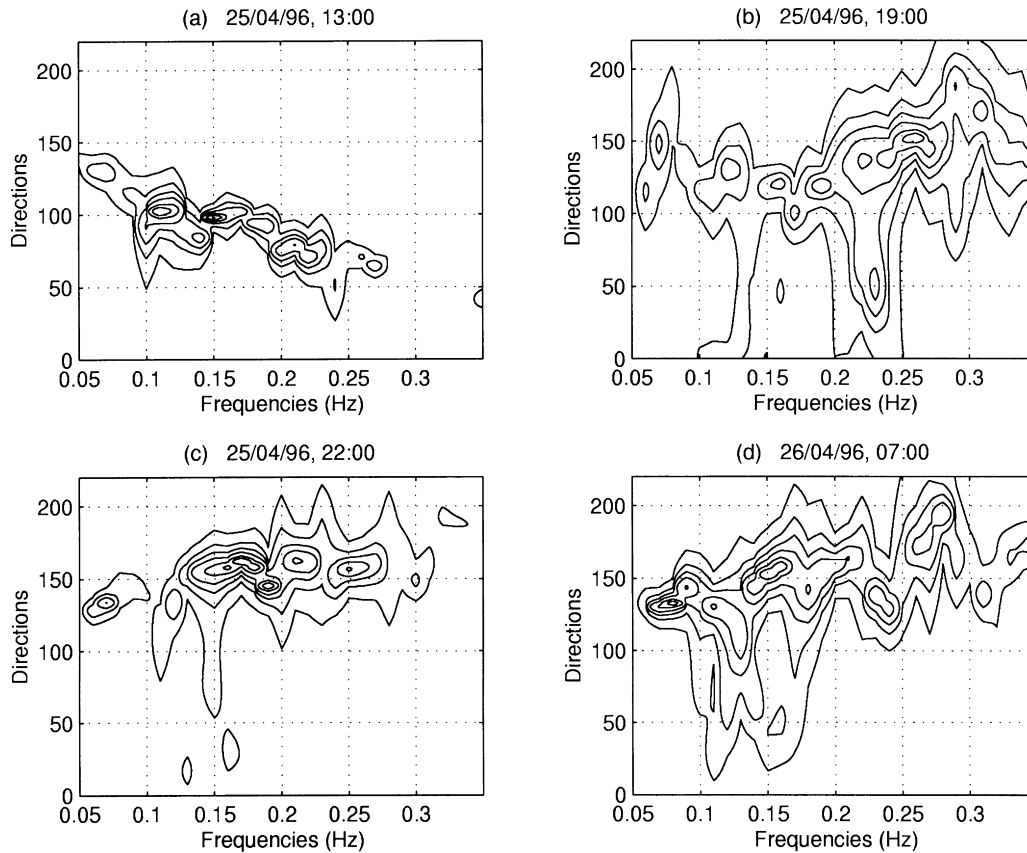 (a) 25/04/96, 13:00
200
150
100
50
0
Directions
0.05 0.1 0.15 0.2 0.25 0.3
Frequencies (Hz)
(b) 25/04/96, 19:00
200
150
100
50
0
Directions
0.05 0.1 0.15 0.2 0.25 0.3
Frequencies (Hz)
(c) 25/04/96, 22:00
200
150
100
50
0
Directions
0.05 0.1 0.15 0.2 0.25 0.3
Frequencies (Hz)
(d) 26/04/96, 07:00
200
150
100
50
0
Directions
0.05 0.1 0.15 0.2 0.25 0.3
Frequencies (Hz)